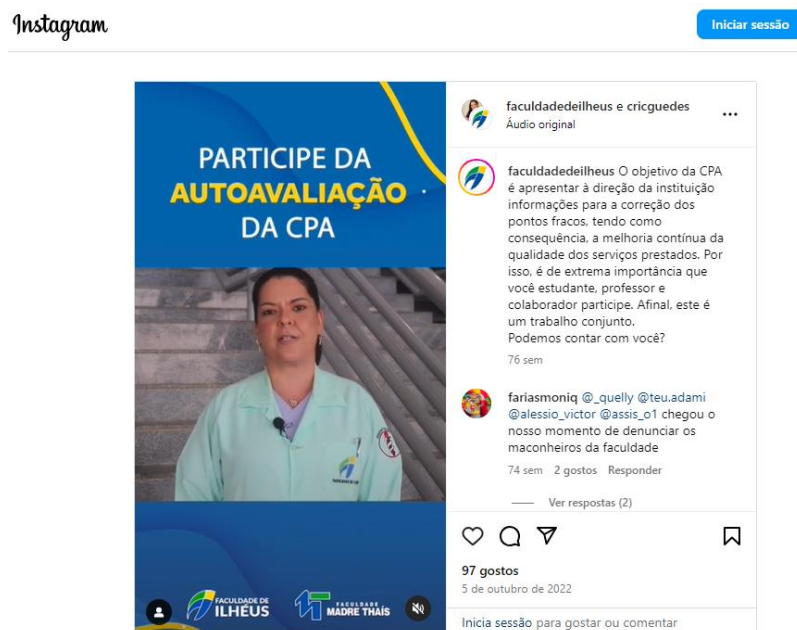 Instagram
Iniciar sessão
PARTICIPE DA
AUTOAVALIAÇÃO
DA CPA
FACULDADE DE
ILHÉUS
FACULDADE
MADRE THAÍS
faculdadedeilheus e cricguedes
Áudio original
faculdadedeilheus O objetivo da CPA
é apresentar à direção da instituição
informações para a correção dos
pontos fracos, tendo como
consequência, a melhoria contínua da
qualidade dos serviços prestados. Por
isso, é de extrema importância que
você estudante, professor e
colaborador participe. Afinal, este é
um trabalho conjunto.
Podemos contar com você?
76 sem
fariasmoniq @_quelly @teu.adami
@alessio_victor @assis_o1 chegou o
nosso momento de denunciar os
maconheiros da faculdade
74 sem 2 gostos Responder
Ver respostas (2)
97 gostos
5 de outubro de 2022
Inicia sessão para gostar ou comentar